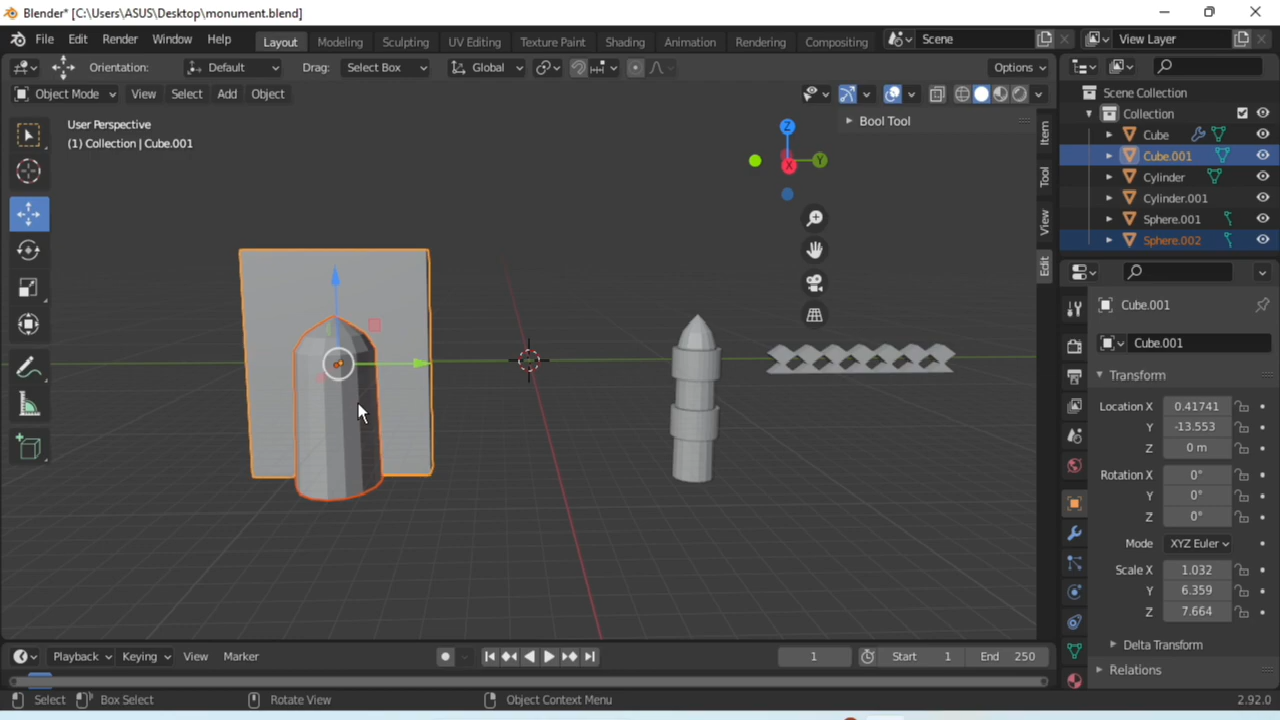 Blender* [C:\Users\ASUS\Desktop\monument.blend]
File Edit Render Window Help Layout Modeling Sculpting UV Editing Texture Paint Shading Animation Rendering Compositing Scene View Layer
Orientation: Default Drag: Select Box Global Options
Object Mode View Select Add Object
User Perspective
(1) Collection | Cube.001
Bool Tool
Z
Y
X
Item
Tool
View
Edit
Scene Collection
Collection
Cube
Cube.001
Cylinder
Cylinder.001
Sphere.001
Sphere.002
Cube.001
Cube.001
Transform
Location X 0.41741
Y -13.553
Z 0 m
Rotation X 0°
Y 0°
Z 0°
Mode XYZ Euler
Scale X 1.032
Y 6.359
Z 7.664
Delta Transform
Relations
Playback Keying View Marker 1 Start 1 End 250
Select Box Select Rotate View Object Context Menu 2.92.0